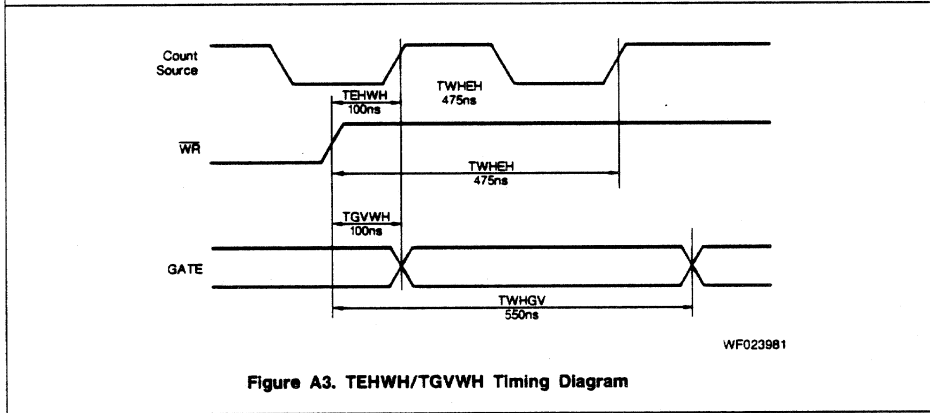 Count
Source
TEHWH
100ns
TWHEH
475ns
WR
TWHEH
475ns
TGVWH
100ns
GATE
TWHGV
550ns
WF023981
Figure A3. TEHWH/TGVWH Timing Diagram